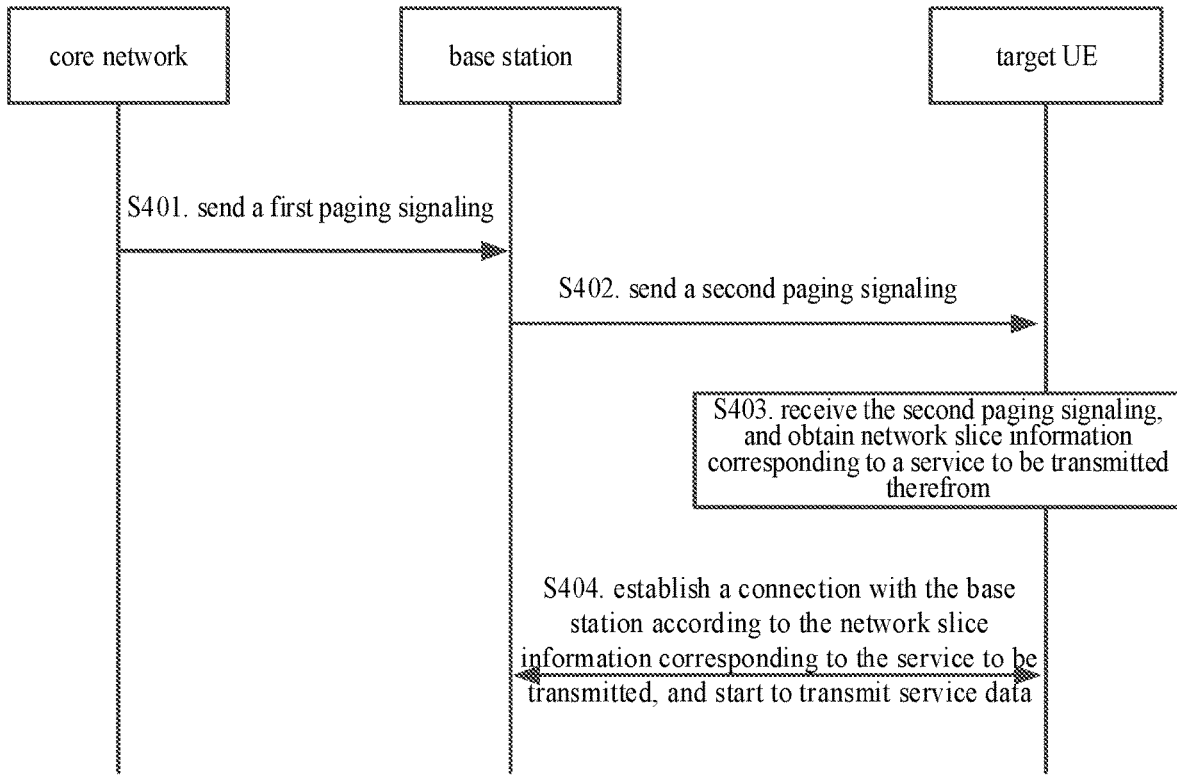 core network
base station
target UE
S401. send a first paging signaling
S402. send a second paging signaling
S403. receive the second paging signaling,
and obtain network slice information
corresponding to a service to be transmitted
therefrom
S404. establish a connection with the base
station according to the network slice
information corresponding to the service to be
transmitted, and start to transmit service data